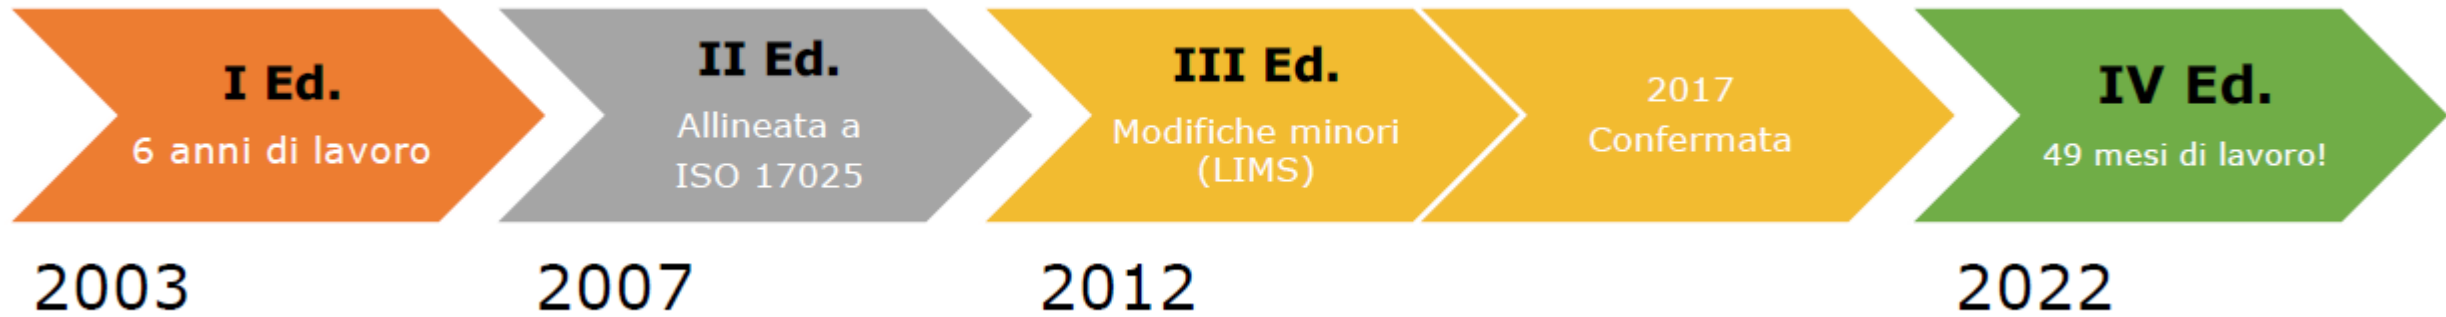 I Ed.
6 anni di lavoro
II Ed.
Allineata a
ISO 17025
III Ed.
Modifiche minori
(LIMS)
2017
Confermata
IV Ed.
49 mesi di lavoro!
2003
2007
2012
2022